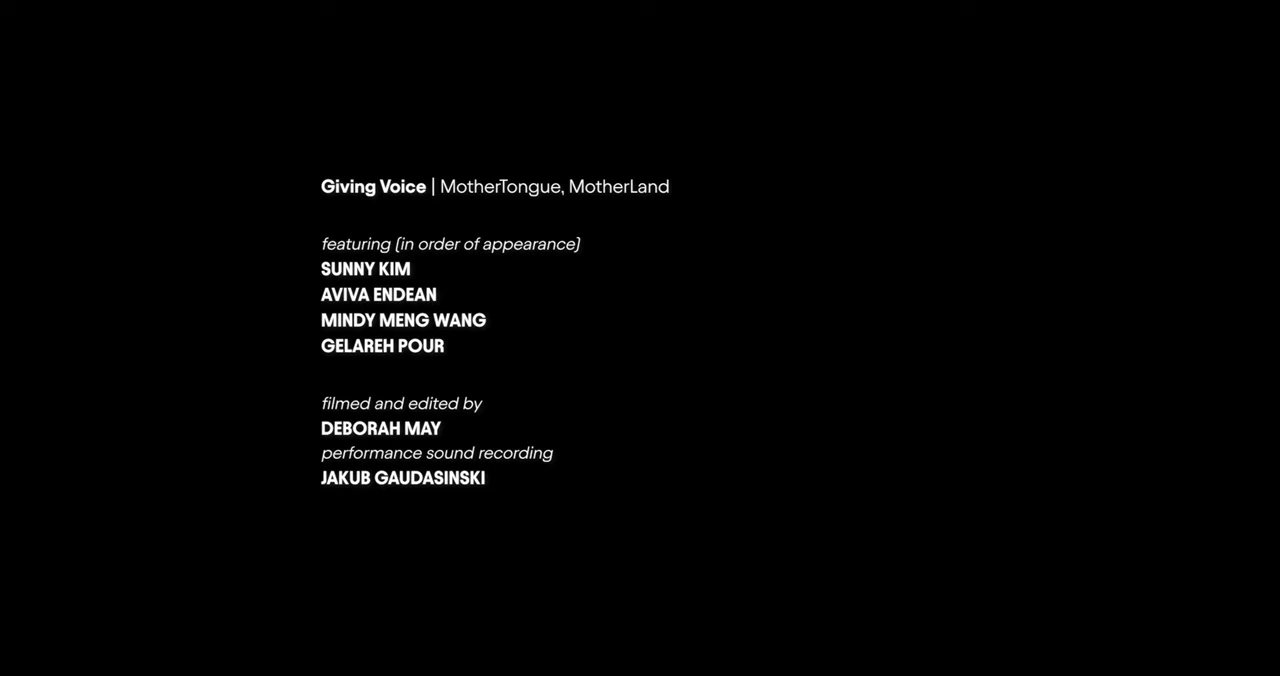 Giving Voice | MotherTongue, MotherLand
featuring (in order of appearance)
SUNNY KIM
AVIVA ENDEAN
MINDY MENG WANG
GELAREH POUR
filmed and edited by
DEBORAH MAY
performance sound recording
JAKUB GAUDASINSKI